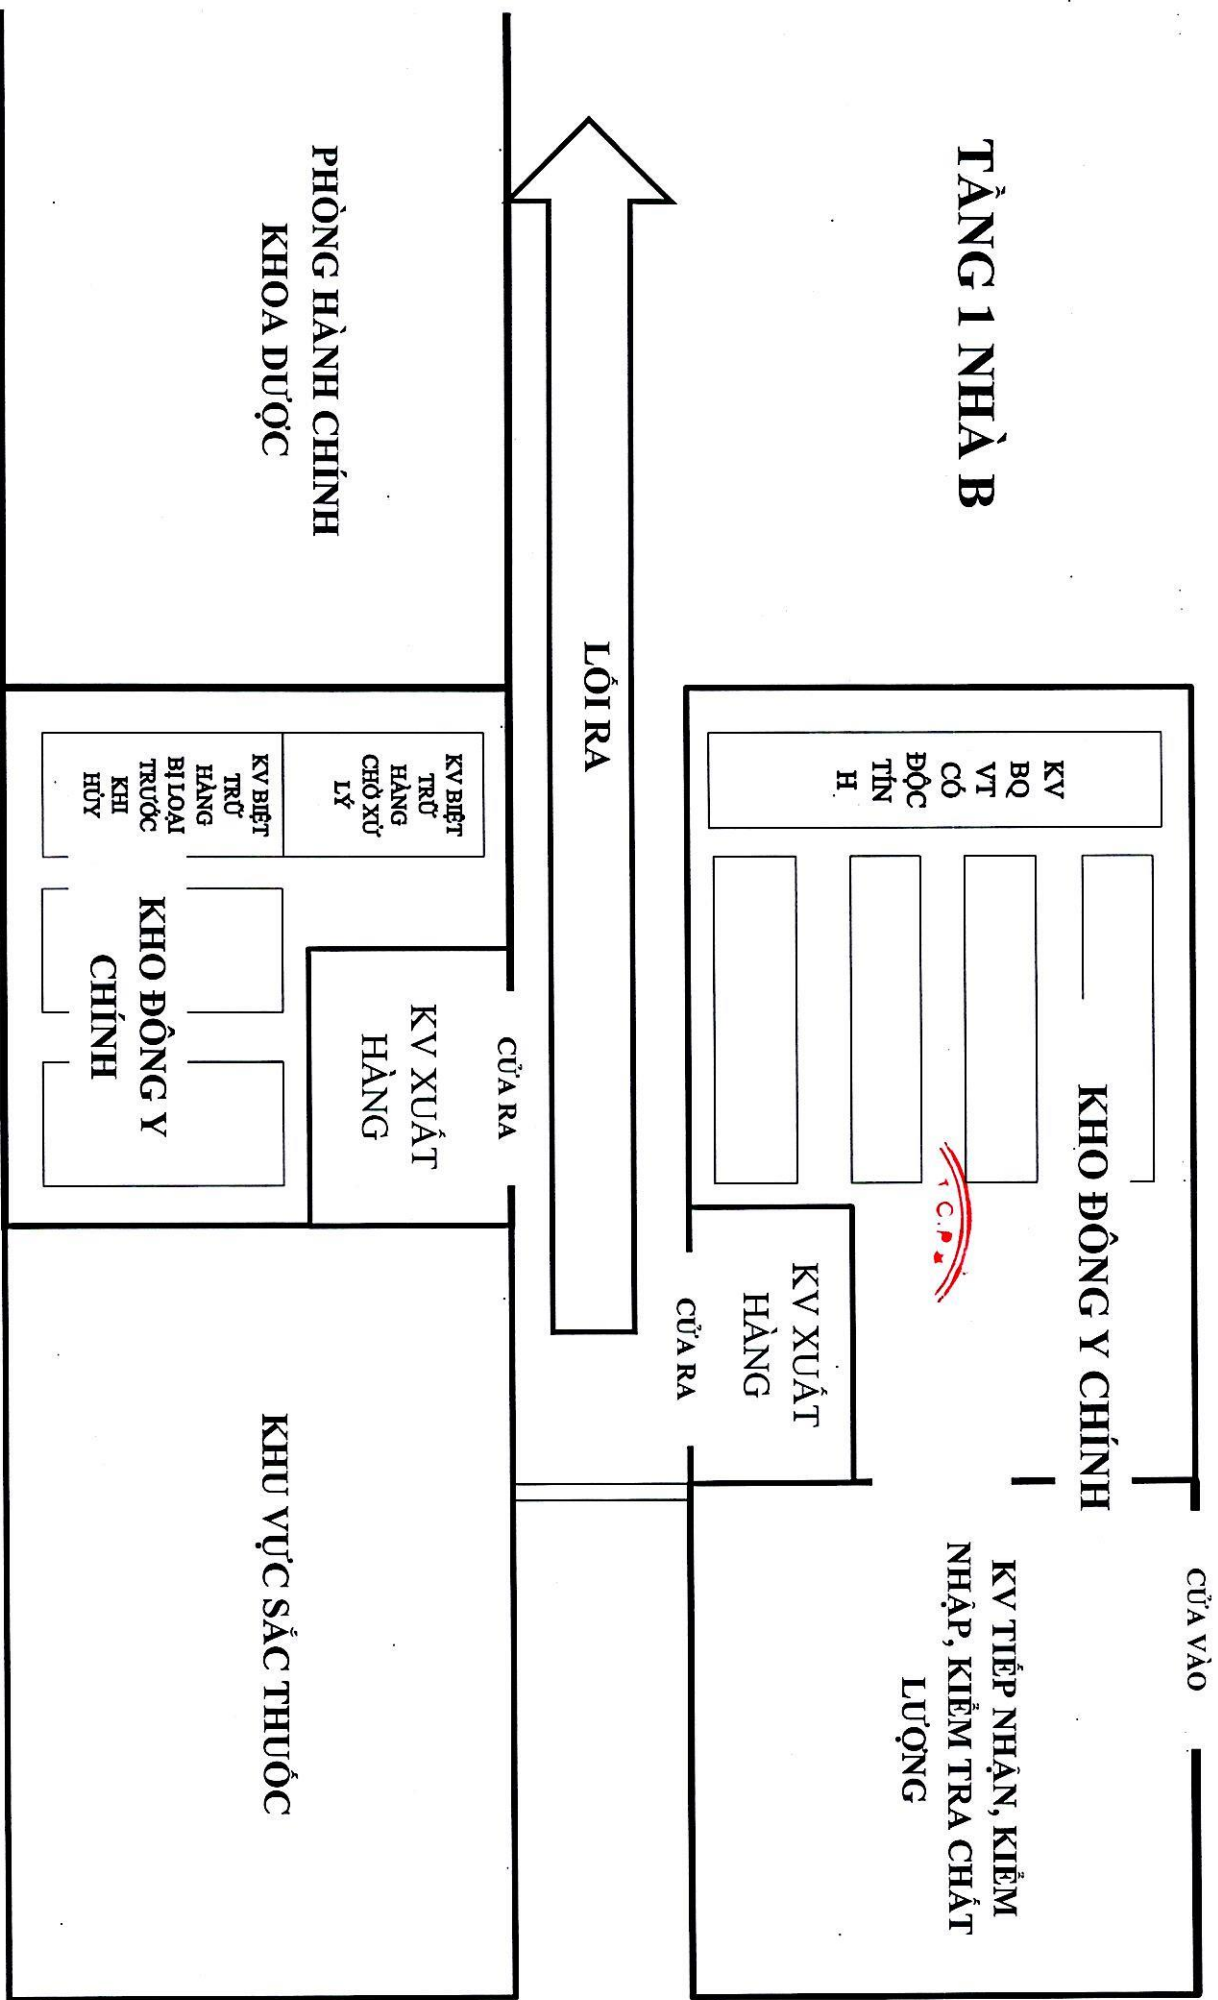 TẦNG 1 NHÀ B
CỬA VÀO
KHO ĐÔNG Y CHÍNH
KV TIẾP NHẬN, KIỂM
NHẬP, KIỂM TRA CHẤT
LƯỢNG
KV
BQ
VT
CÓ
ĐỘC
TÍN
H
T C.P
KV XUẤT
HÀNG
CỬA RA
LỐI RA
CỬA RA
KV XUẤT
HÀNG
KV BIỆT
TRỮ
HÀNG
CHỜ XỬ
LÝ
KV BIỆT
TRỮ
HÀNG
BỊ LOẠI
TRƯỚC
KHI
HỦY
KHO ĐÔNG Y
CHÍNH
PHÒNG HÀNH CHÍNH
KHOA DƯỢC
KHU VỰC SẮC THUỐC